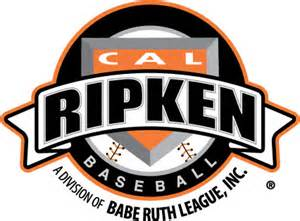 CAL
RIPKEN
BASEBALL
A DIVISION OF BABE RUTH LEAGUE, INC.
®